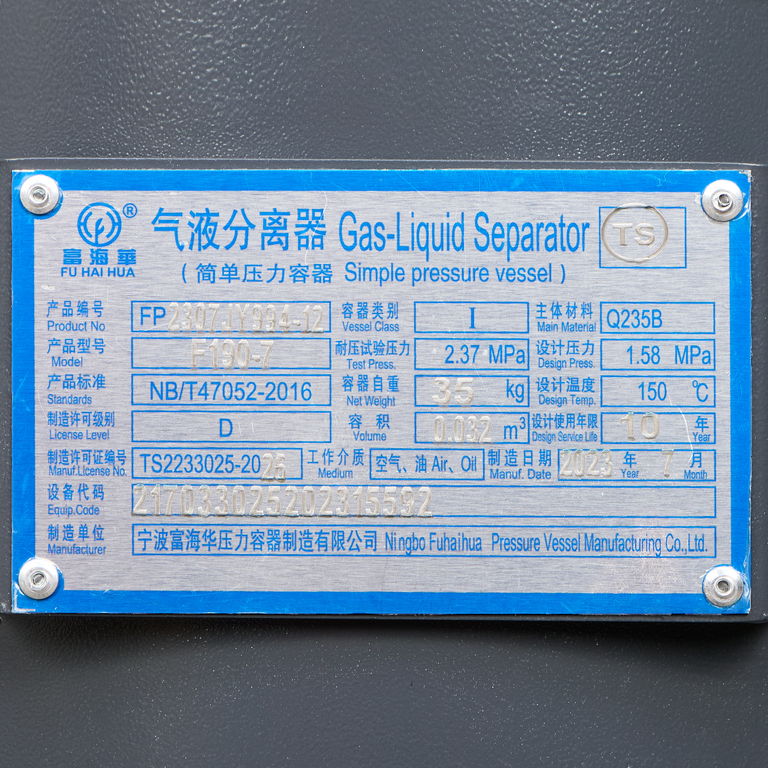 富海華 ®
FU HAI HUA
气液分离器 Gas-Liquid Separator TS
(简单压力容器 Simple pressure vessel)
产品编号 Product No FP2307JY994-12 容器类别 Vessel Class I 主体材料 Main Material Q235B
产品型号 Model F190-7 耐压试验压力 Test Press. 2.37 MPa 设计压力 Design Press. 1.58 MPa
产品标准 Standards NB/T47052-2016 容器自重 Net Weight 35 kg 设计温度 Design Temp. 150 ℃
制造许可级别 License Level D 容积 Volume 0.032 m³ 设计使用年限 Design Service Life 10 年 Year
制造许可证编号 Manuf.License No. TS2233025-2026 工作介质 Medium 空气、油 Air、Oil 制造日期 Manuf. Date 2023 年 Year 7 月 Month
设备代码 Equip.Code 217033025202315592
制造单位 Manufacturer 宁波富海华压力容器制造有限公司 Ningbo Fuhaihua Pressure Vessel Manufacturing Co.,Ltd.